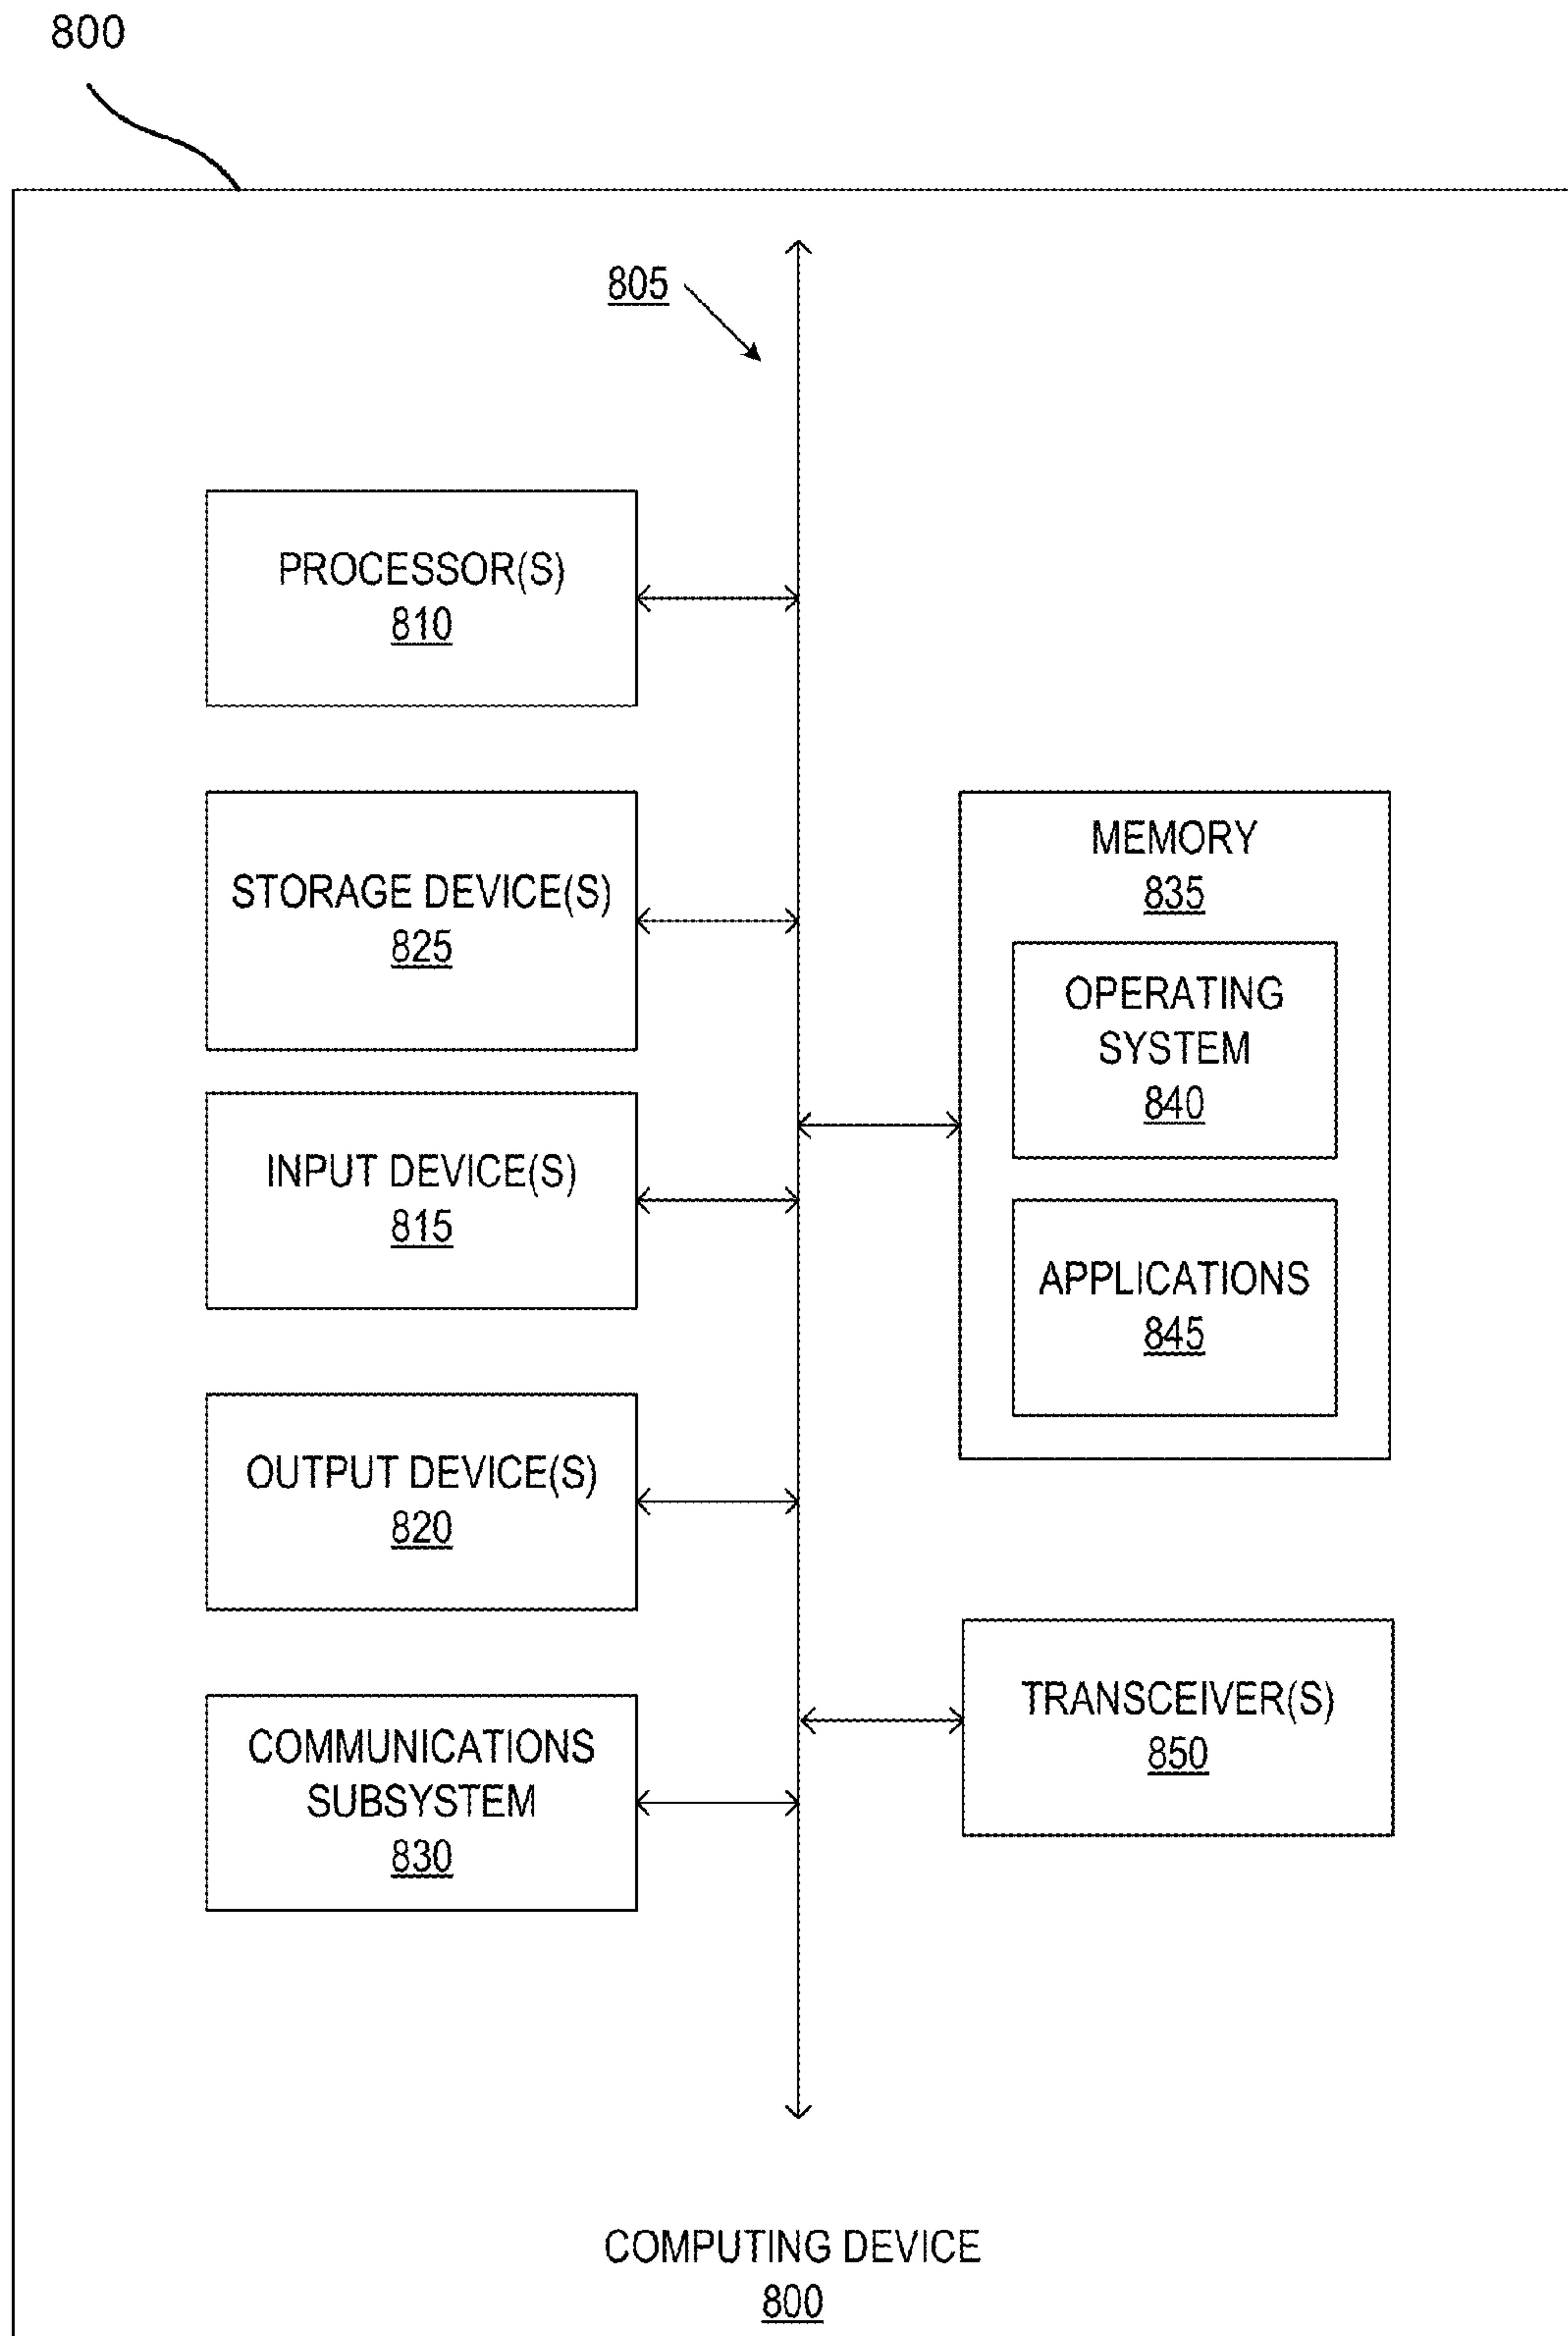 800
805
PROCESSOR(S)
810
STORAGE DEVICE(S)
825
INPUT DEVICE(S)
815
OUTPUT DEVICE(S)
820
COMMUNICATIONS
SUBSYSTEM
830
MEMORY
835
OPERATING
SYSTEM
840
APPLICATIONS
845
TRANSCEIVER(S)
850
COMPUTING DEVICE
800